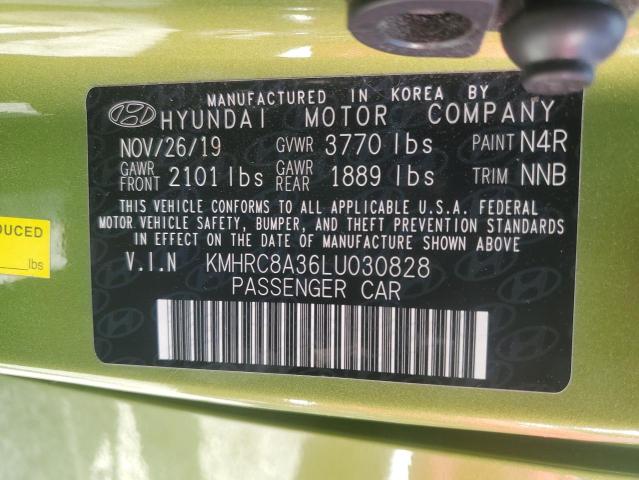 MANUFACTURED IN KOREA BY
HYUNDAI MOTOR COMPANY
NOV/26/19 GVWR 3770 lbs PAINT N4R
GAWR FRONT 2101 lbs GAWR REAR 1889 lbs TRIM NNB
THIS VEHICLE CONFORMS TO ALL APPLICABLE U.S.A. FEDERAL
MOTOR VEHICLE SAFETY, BUMPER, AND THEFT PREVENTION STANDARDS
IN EFFECT ON THE DATE OF MANUFACTURE SHOWN ABOVE
V.I.N KMHRC8A36LU030828
PASSENGER CAR
DUCED
lbs